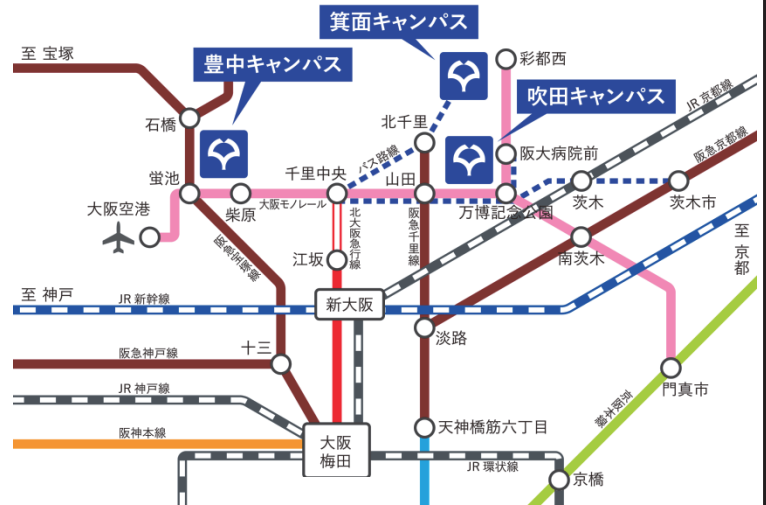 箕面キャンパス
至 宝塚
豊中キャンパス
彩都西
吹田キャンパス
JR 京都線
石橋
北千里
阪急京都線
バス路線
阪大病院前
蛍池
千里中央
山田
大阪空港
柴原
大阪モノレール
万博記念公園
茨木
茨木市
北大阪急行線
阪急千里線
阪急宝塚線
江坂
南茨木
至 京都
至 神戸
JR 新幹線
新大阪
淡路
十三
阪急神戸線
JR 神戸線
門真市
京阪本線
阪神本線
大阪
梅田
天神橋筋六丁目
JR 環状線
京橋